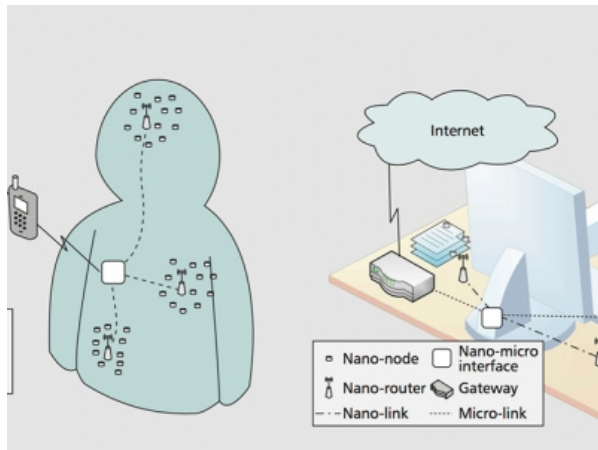 Internet
Nano-node
Nano-micro
interface
Nano-router
Gateway
Nano-link
Micro-link